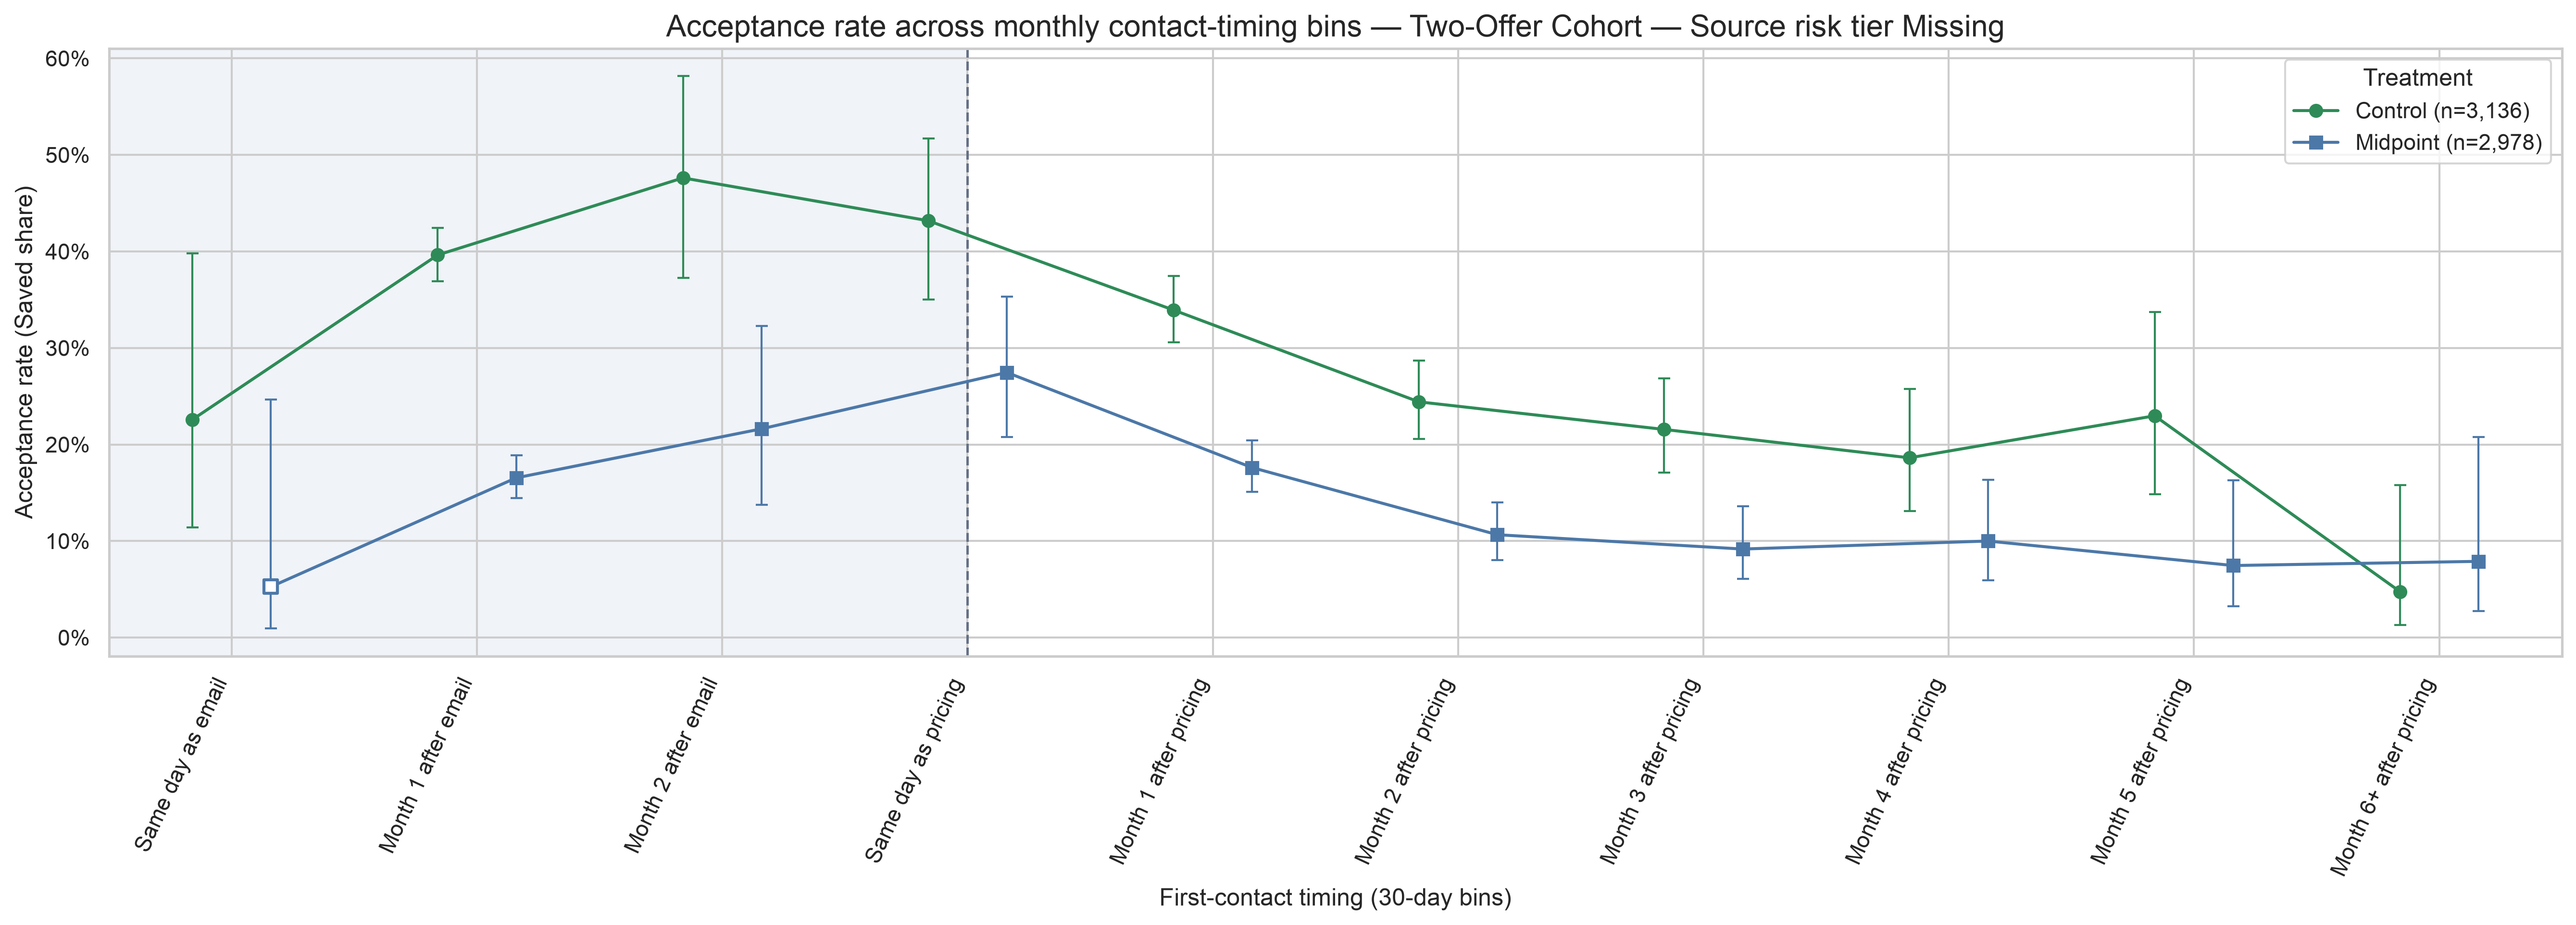 Acceptance rate across monthly contact-timing bins — Two-Offer Cohort — Source risk tier Missing
Acceptance rate (Saved share)
60%
50%
40%
30%
20%
10%
0%
Treatment
Control (n=3,136)
Midpoint (n=2,978)
Same day as email
Month 1 after email
Month 2 after email
Same day as pricing
Month 1 after pricing
Month 2 after pricing
Month 3 after pricing
Month 4 after pricing
Month 5 after pricing
Month 6+ after pricing
First-contact timing (30-day bins)